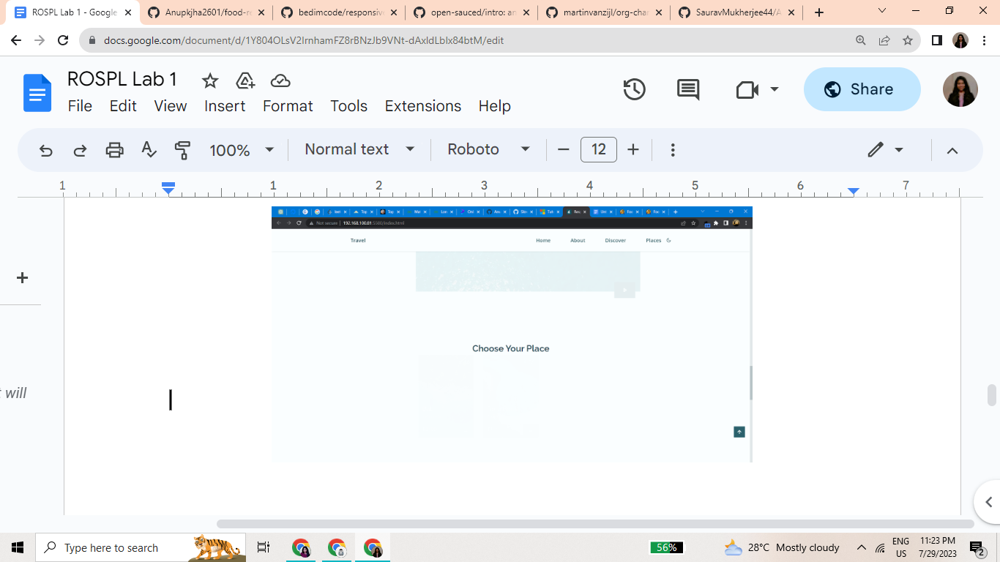 ROSPL Lab 1 - Google
Anupkjha2601/food-re
bedimcode/responsive
open-sauced/intro: an
martinvanzijl/org-char
SauravMukherjee44/A
docs.google.com/document/d/1Y804OLsV2IrnhamFZ8rBNzJb9VNt-dAxIdLbIx84btM/edit
ROSPL Lab 1
Share
File Edit View Insert Format Tools Extensions Help
100% Normal text Roboto 12
1 1 2 3 4 5 6 7
Not secure 192.168.100.81:5500/index.html
Travel Home About Discover Places
Choose Your Place
t will
Type here to search
56%
28°C Mostly cloudy
ENG
US
11:23 PM
7/29/2023
2